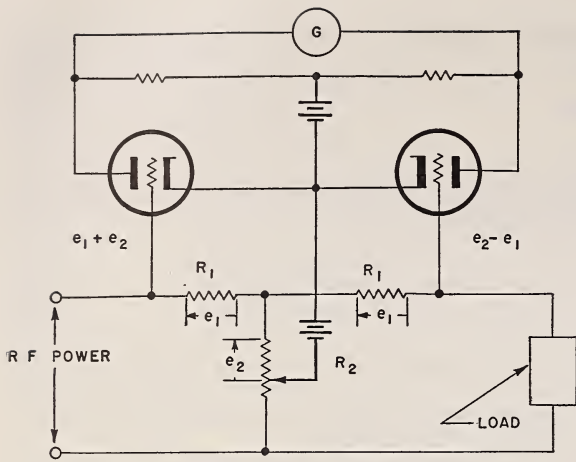 G
e₁ + e₂
e₂ – e₁
R₁
R₁
e₁
e₁
R F POWER
e₂
R₂
LOAD